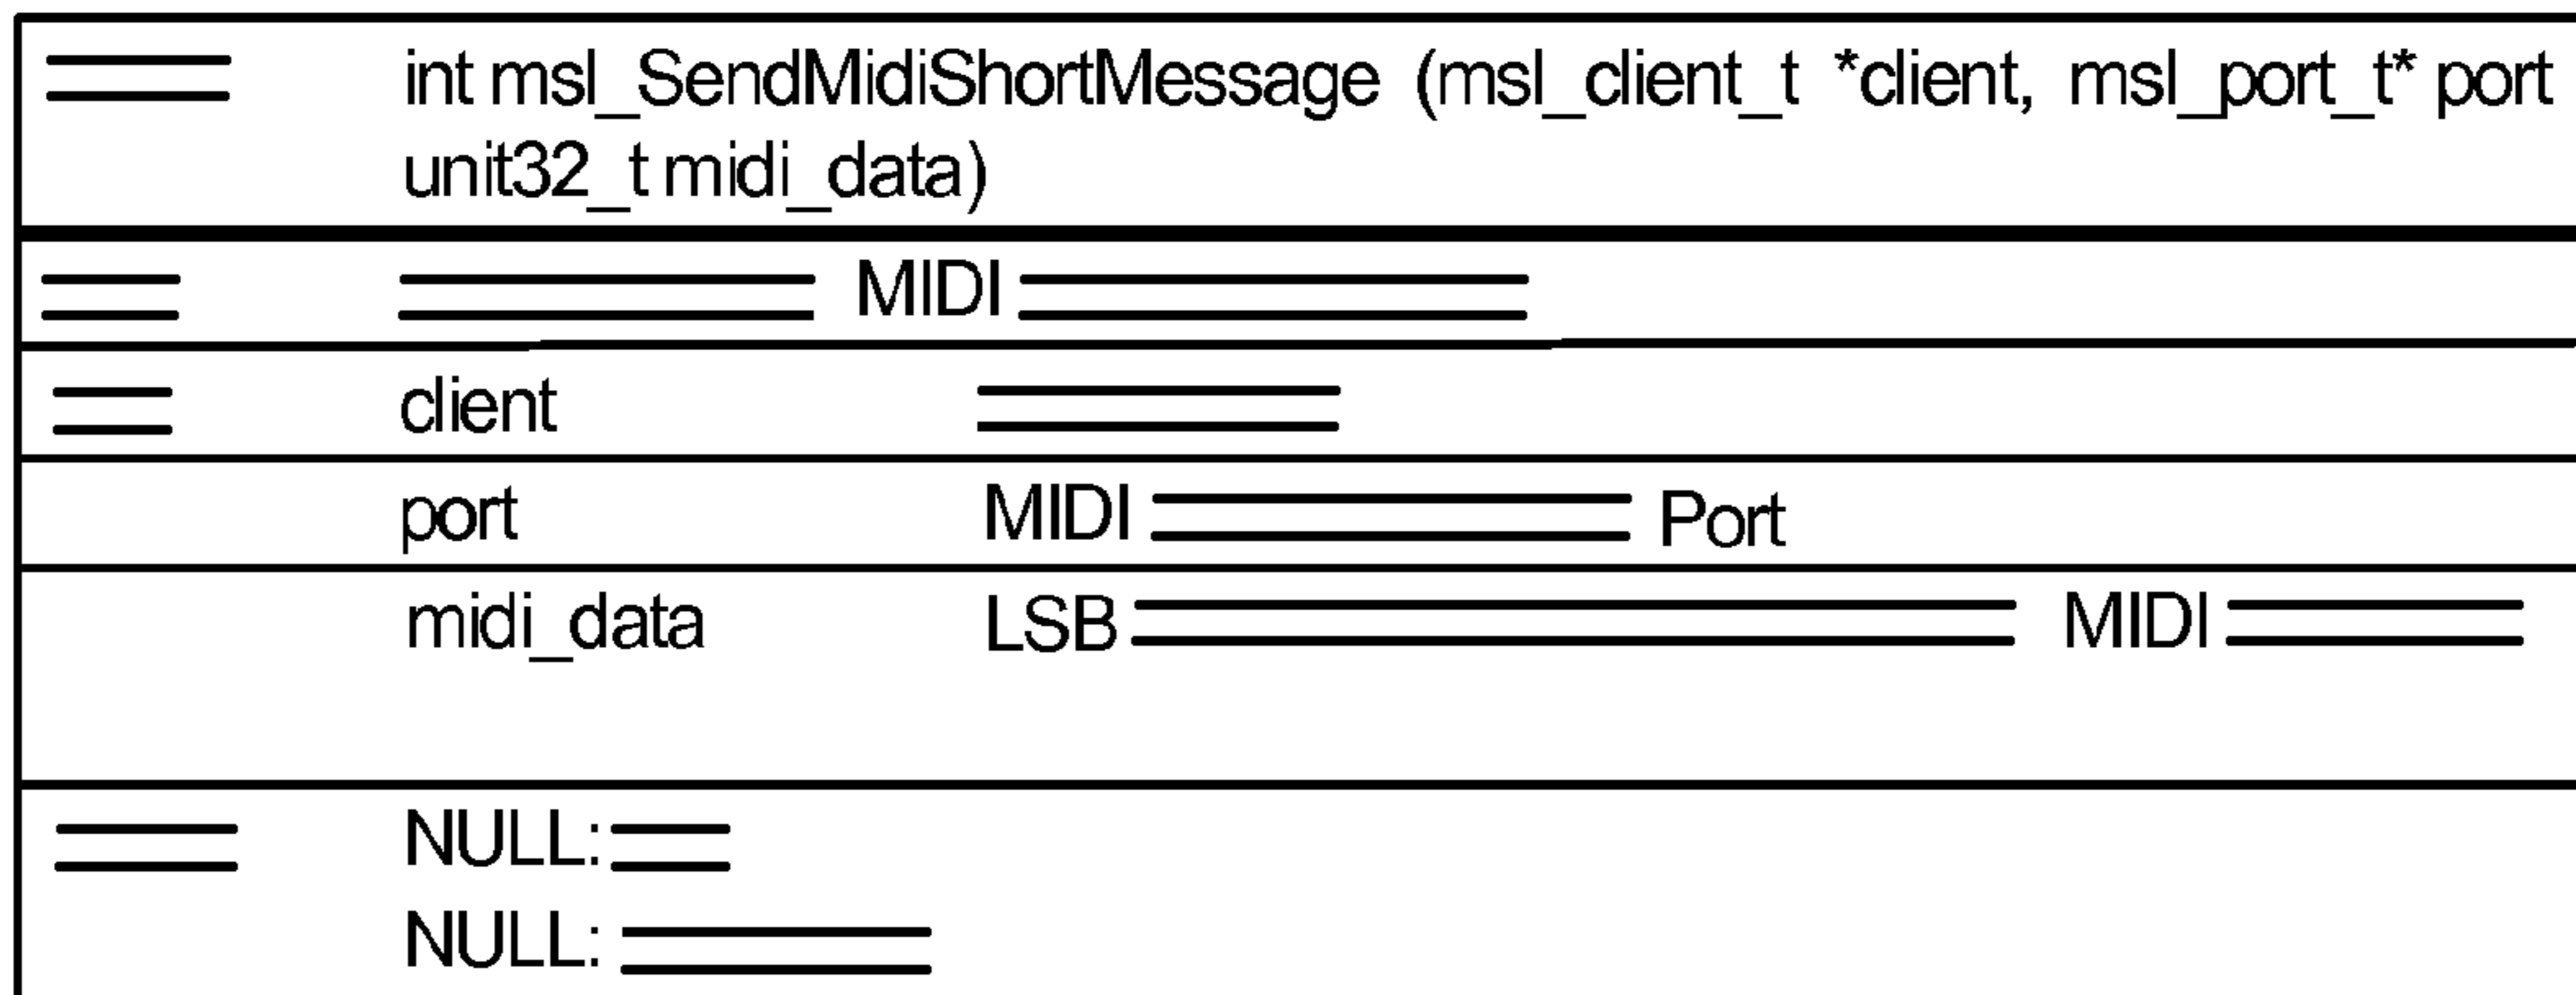 int msl_SendMidiShortMessage (msl_client_t *client, msl_port_t* port
unit32_t midi_data)
MIDI
client
port MIDI Port
midi_data LSB MIDI
NULL:
NULL: